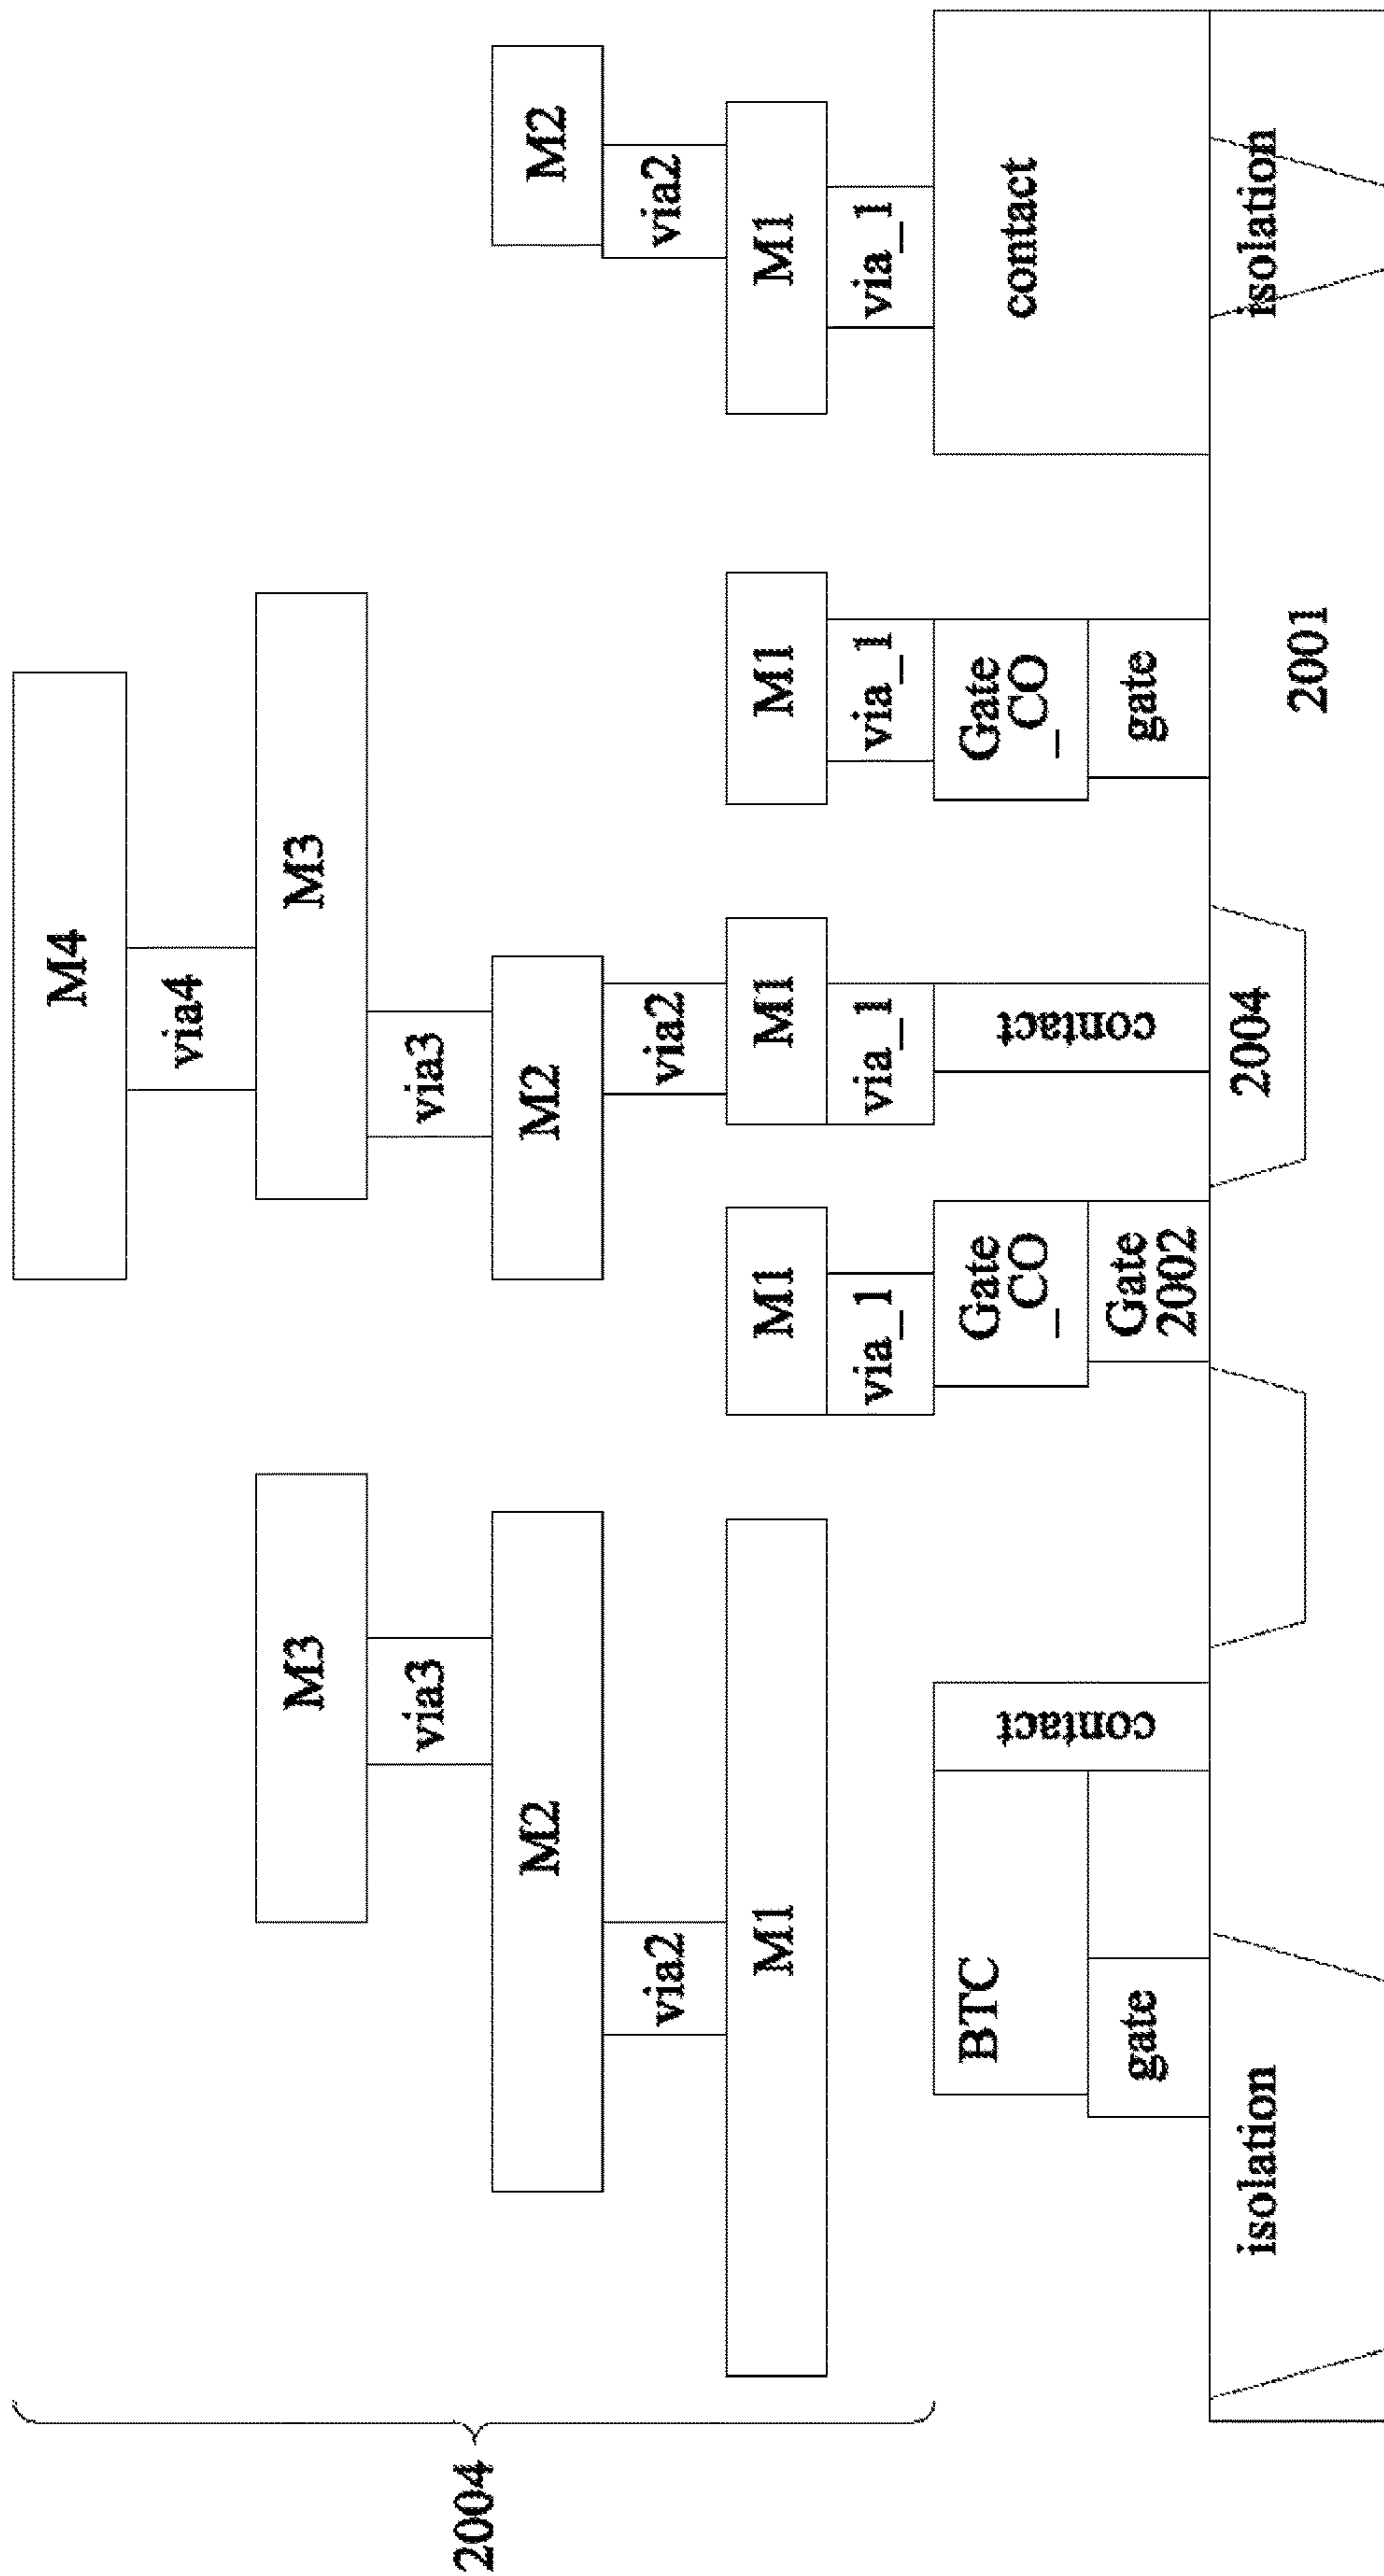 M4
via4
M3
M3
via3
via3
2004
M2
M2
M2
via2
via2
via2
M1
M1
M1
M1
M1
via_1
via_1
via_1
via_1
BTC
contact
Gate
_CO
contact
Gate
_CO
contact
gate
Gate
2002
gate
isolation
2004
isolation
2001